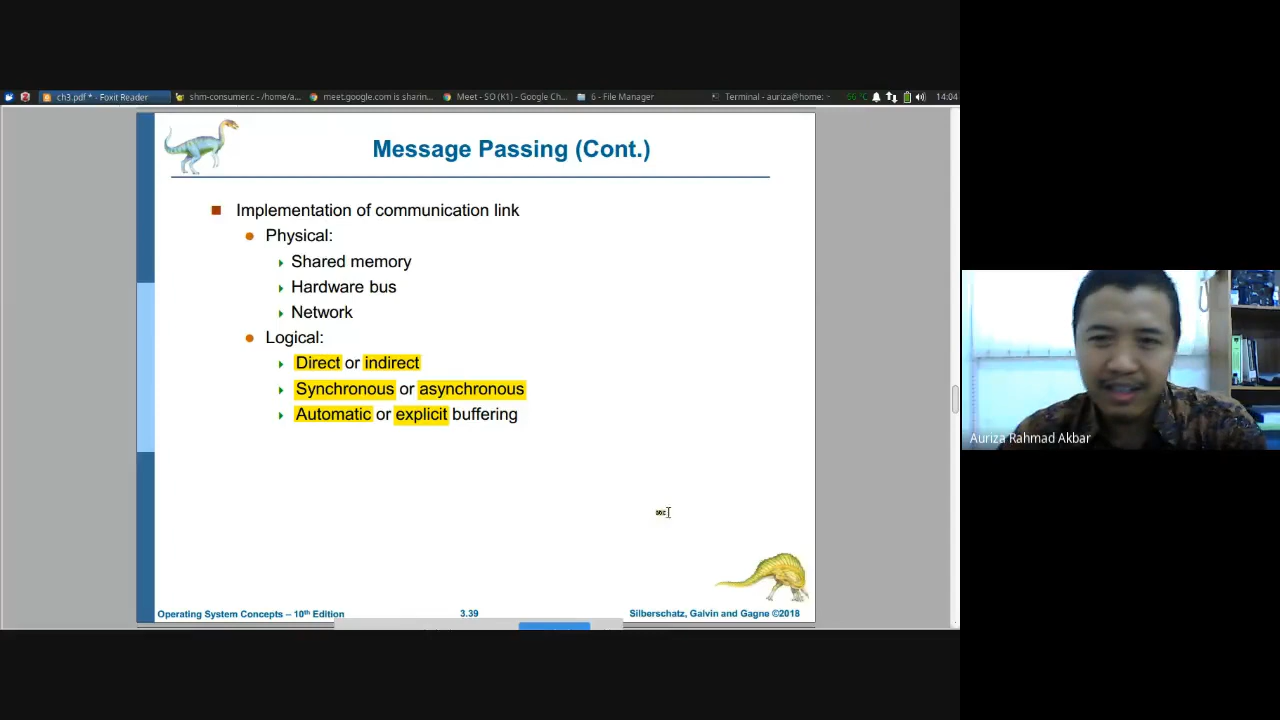 ch3.pdf * - Foxit Reader
shm-consumer.c - /home/a...
meet.google.com is sharin...
Meet - SO (K1) - Google Ch...
6 - File Manager
Terminal - auriza@home: ~
14:04
Message Passing (Cont.)
Implementation of communication link
Physical:
Shared memory
Hardware bus
Network
Logical:
Direct or indirect
Synchronous or asynchronous
Automatic or explicit buffering
Auriza Rahmad Akbar
Operating System Concepts – 10th Edition
3.39
Silberschatz, Galvin and Gagne ©2018